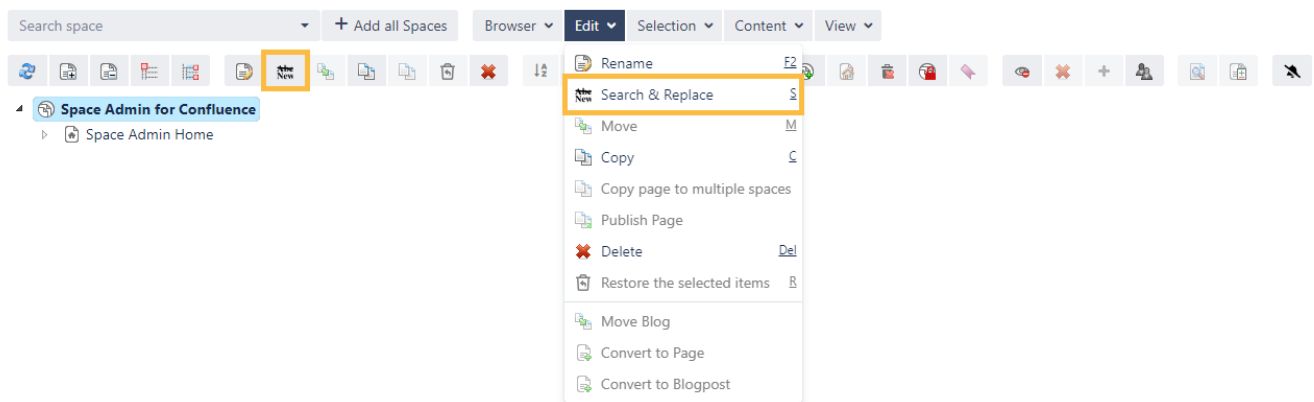 Search space
+ Add all Spaces
Browser
Edit
Selection
Content
View
New
Rename F2
New Search & Replace S
Move M
Copy C
Copy page to multiple spaces
Publish Page
Delete Del
Restore the selected items R
Move Blog
Convert to Page
Convert to Blogpost
Space Admin for Confluence
Space Admin Home